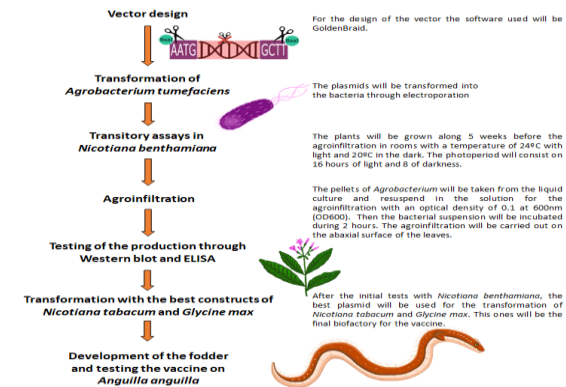 Vector design
For the design of the vector the software used will be
GoldenBraid.
BsaI
BsaI
AATG
GCTT
Transformation of
Agrobacterium tumefaciens
The plasmids will be transformed into
the bacteria through electroporation
Transitory assays in
Nicotiana benthamiana
The plants will be grown along 5 weeks before the
agroinfiltration in rooms with a temperature of 24ºC with
light and 20ºC in the dark. The photoperiod will consist on
16 hours of light and 8 of darkness.
Agroinfiltration
The pellets of Agrobacterium will be taken from the liquid
culture and resuspend in the solution for the
agroinfiltration with an optical density of 0.1 at 600nm
(OD600). Then the bacterial suspension will be incubated
during 2 hours. The agroinfiltration will be carried out on
the abaxial surface of the leaves.
Testing of the production through
Western blot and ELISA
Transformation with the best constructs of
Nicotiana tabacum and Glycine max
After the initial tests with Nicotiana benthamiana, the
best plasmid will be used for the transformation of
Nicotiana tabacum and Glycine max. This ones will be the
final biofactory for the vaccine.
Development of the fodder
and testing the vaccine on
Anguilla anguilla